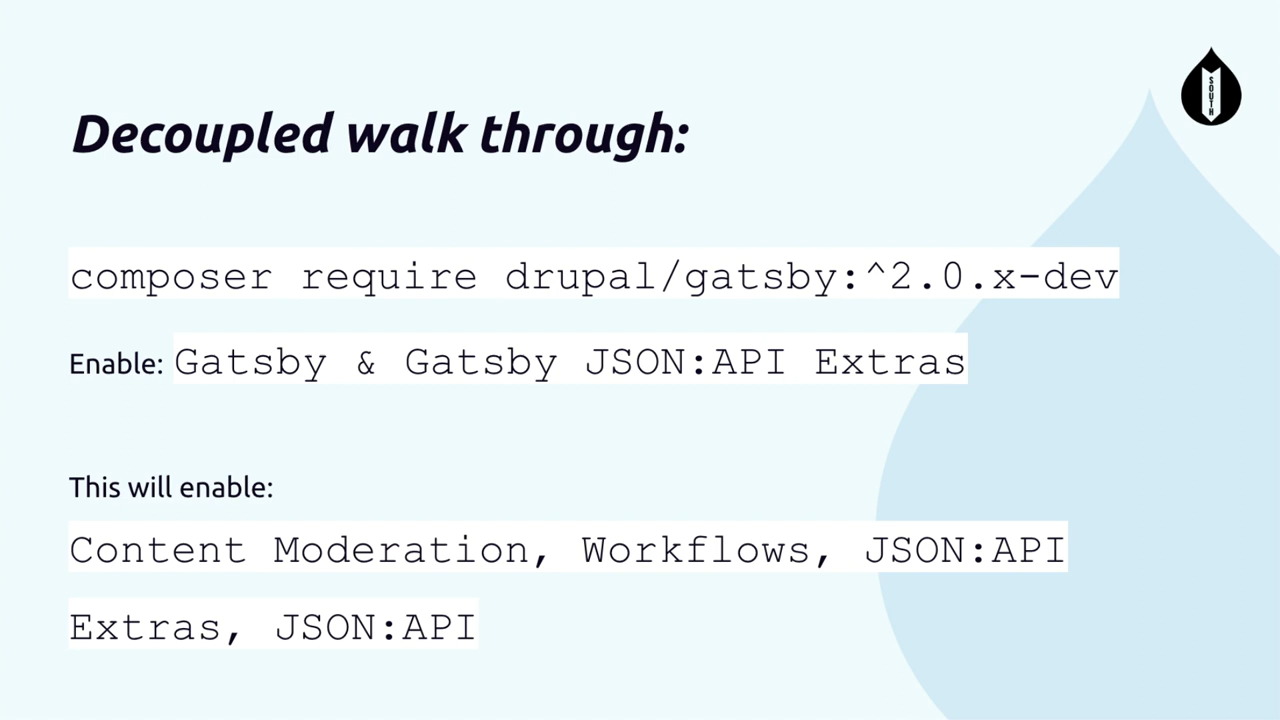 SOUTH
Decoupled walk through:
composer require drupal/gatsby:^2.0.x-dev
Enable: Gatsby & Gatsby JSON:API Extras
This will enable:
Content Moderation, Workflows, JSON:API
Extras, JSON:API